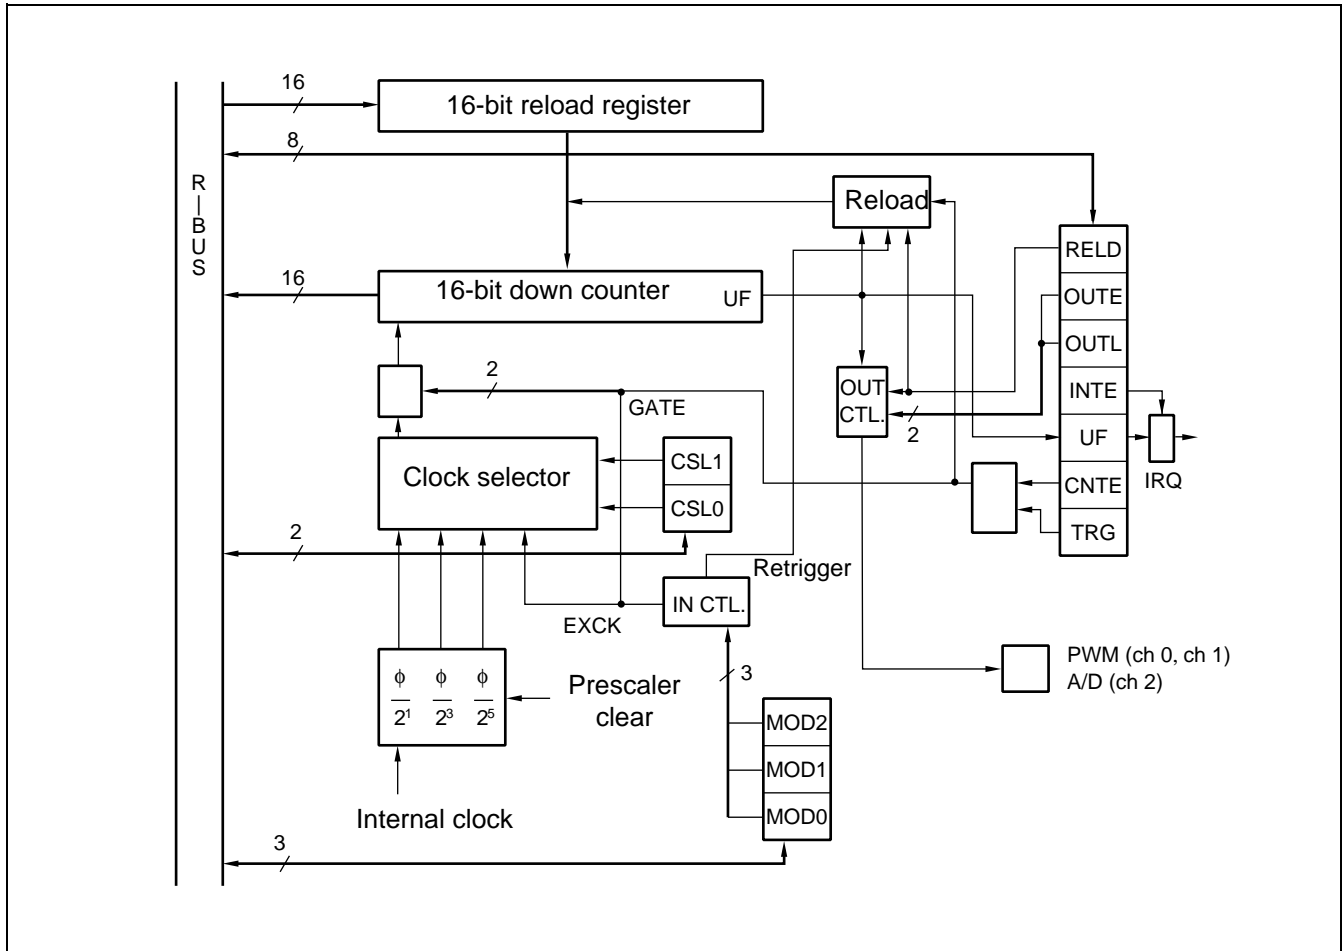 16
16-bit reload register
8
R
|
B
U
S
Reload
RELD
16
16-bit down counter
UF
OUTE
OUTL
2
GATE
OUT
CTL.
2
INTE
UF
IRQ
CNTE
TRG
Clock selector
CSL1
CSL0
2
Retrigger
IN CTL.
EXCK
3
PWM (ch 0, ch 1)
A/D (ch 2)
ϕ ϕ ϕ
2¹ 2³ 2⁵
Prescaler
clear
MOD2
MOD1
MOD0
Internal clock
3